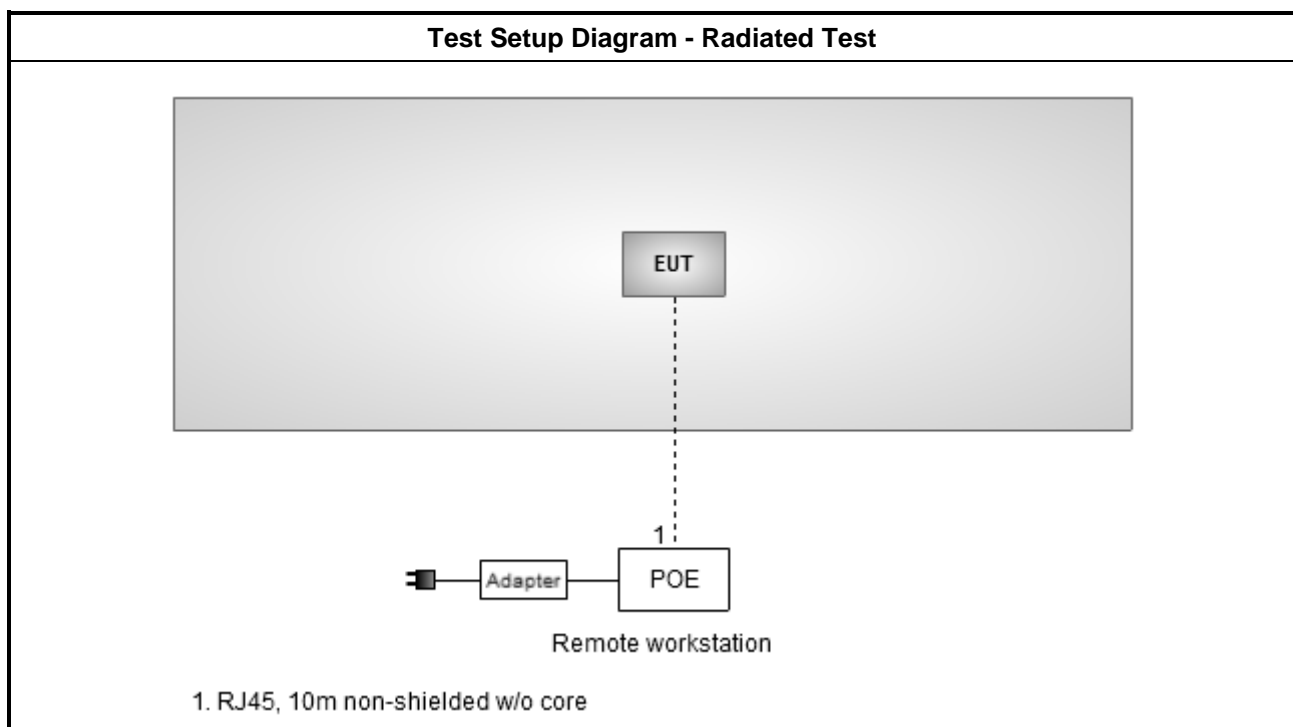 Test Setup Diagram - Radiated Test
EUT
1
Adapter
POE
Remote workstation
1. RJ45, 10m non-shielded w/o core